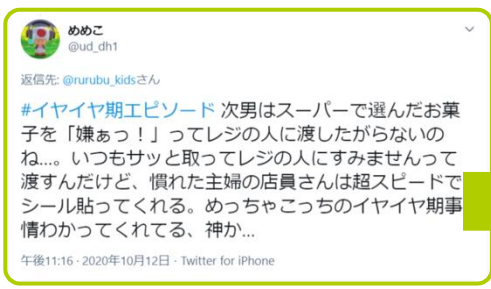 めめこ
@ud_dh1
返信先: @rurubu_kidsさん
#イヤイヤ期エピソード 次男はスーパーで選んだお菓
子を「嫌ぁっ！」ってレジの人に渡したがらないの
ね...。いつもサッと取ってレジの人にすみませんって
渡すんだけど、慣れた主婦の店員さんは超スピードで
シール貼ってくれる。めっちゃこっちのイヤイヤ期事
情わかってくれてる、神か...
午後11:16 · 2020年10月12日 · Twitter for iPhone